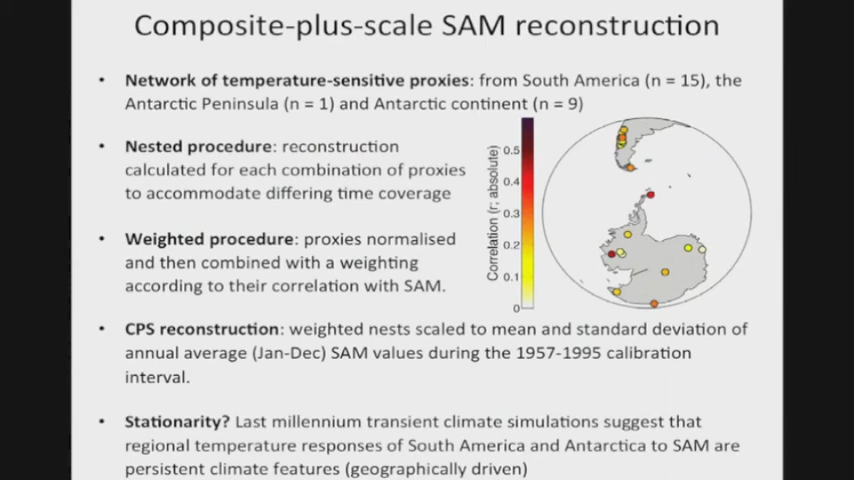 Composite-plus-scale SAM reconstruction
• Network of temperature-sensitive proxies: from South America (n = 15), the
Antarctic Peninsula (n = 1) and Antarctic continent (n = 9)
• Nested procedure: reconstruction
calculated for each combination of proxies
to accommodate differing time coverage
• Weighted procedure: proxies normalised
and then combined with a weighting
according to their correlation with SAM.
Correlation (r; absolute)
0.5
0.4
0.3
0.2
0.1
0
• CPS reconstruction: weighted nests scaled to mean and standard deviation of
annual average (Jan-Dec) SAM values during the 1957-1995 calibration
interval.
• Stationarity? Last millennium transient climate simulations suggest that
regional temperature responses of South America and Antarctica to SAM are
persistent climate features (geographically driven)